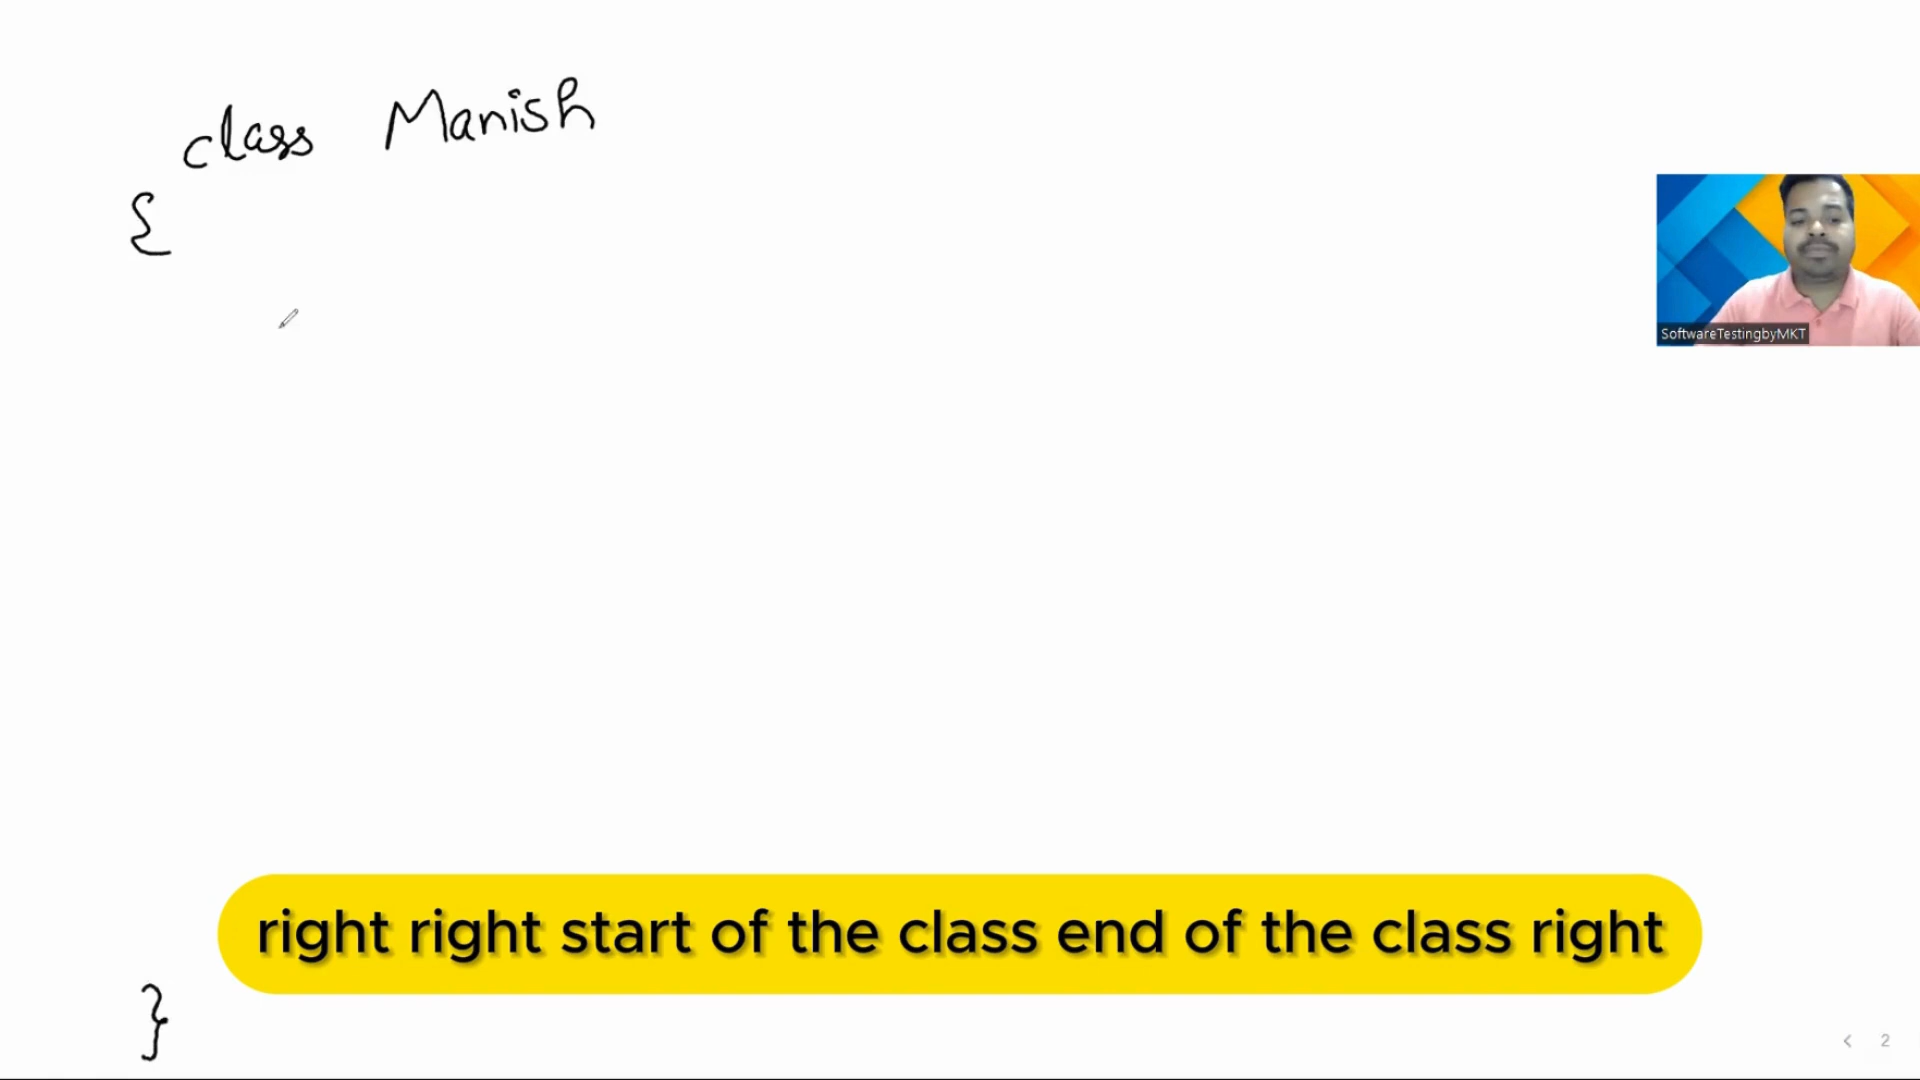 class Manish
{
SoftwareTestingbyMKT
right right start of the class end of the class right
}
< 2